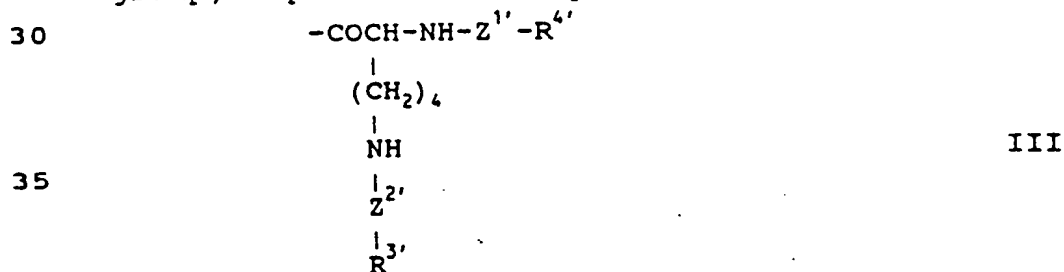 30 -COCH-NH-Z1'-R4'
(CH2)4
NH III
35
Z2'
R3'